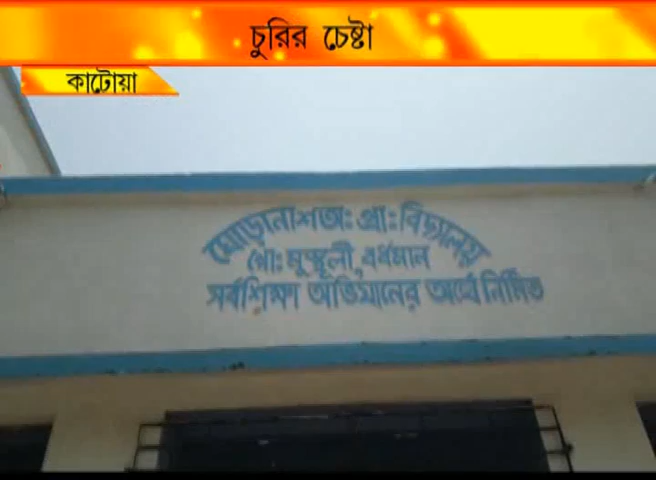 চুরির চেষ্টা
কাটোয়া
ঘোড়ানাশ অঃ প্রাঃ বিদ্যালয়
পোঃ মুস্থূলী, বর্ধমান
সর্বশিক্ষা অভিযানের অর্থে নির্মিত